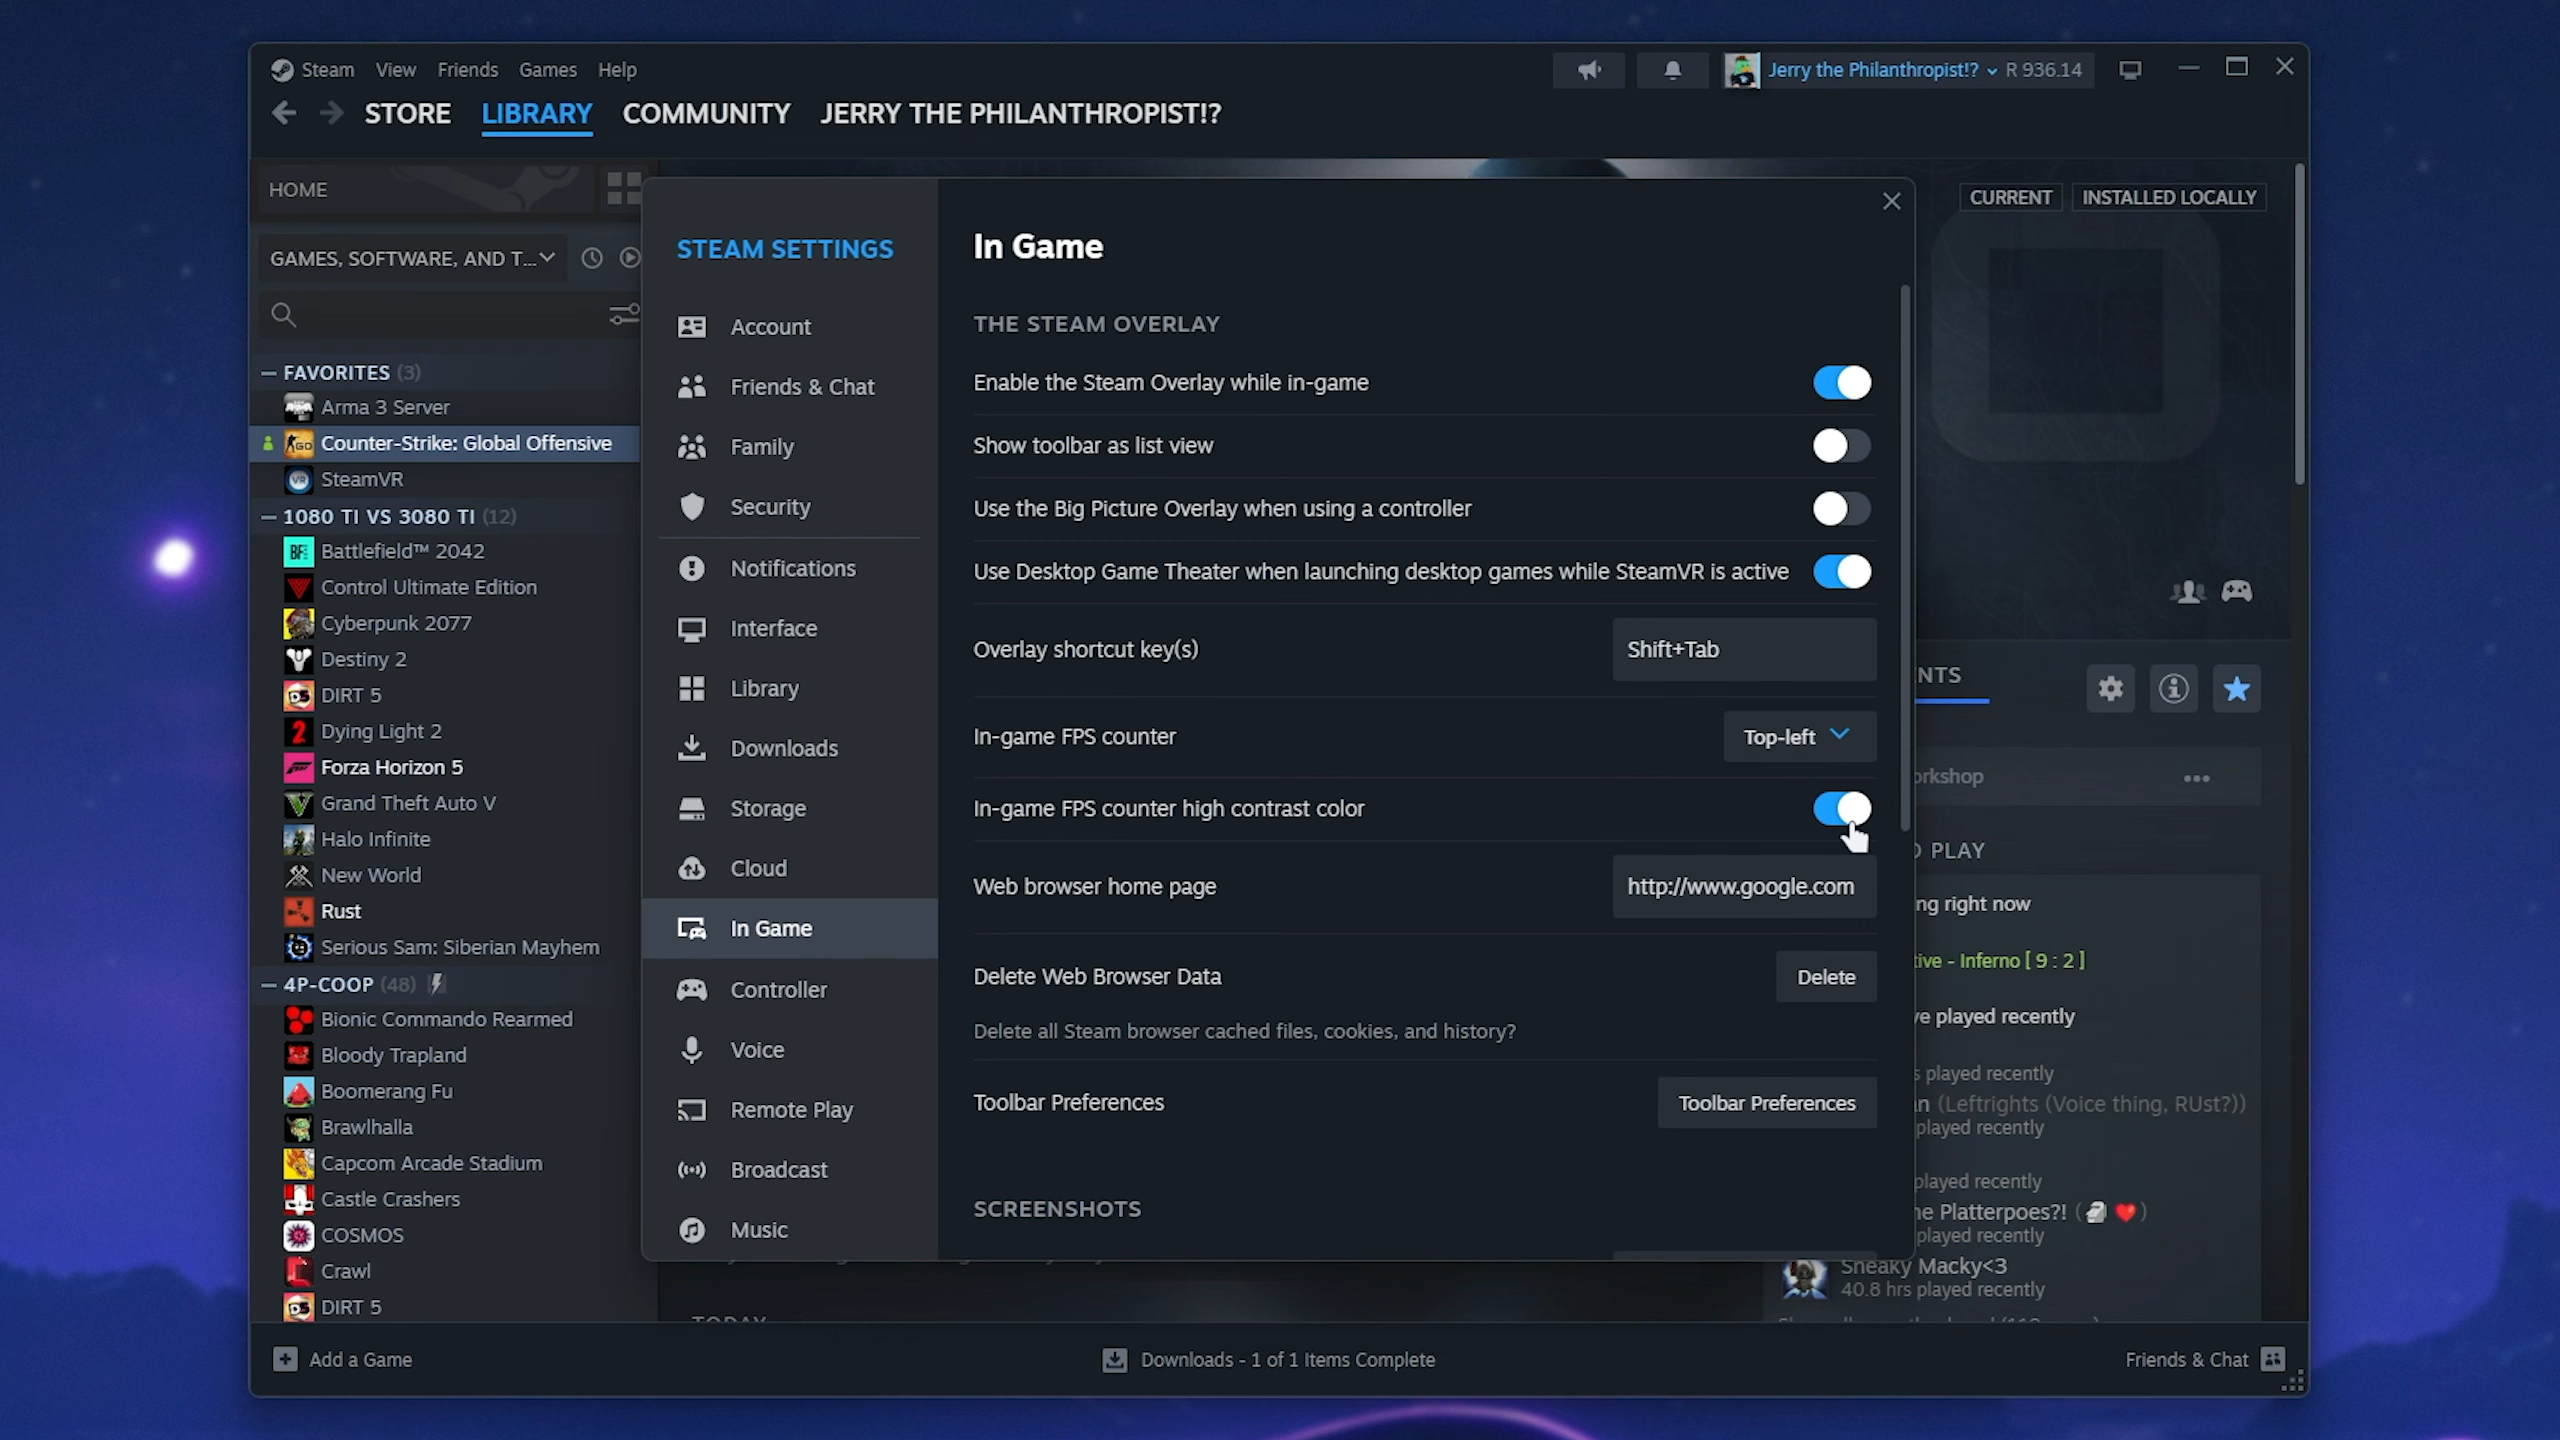 Steam View Friends Games Help
Jerry the Philanthropist!? R 936.14
STORE LIBRARY COMMUNITY JERRY THE PHILANTHROPIST!?
HOME
GAMES, SOFTWARE, AND T...
FAVORITES (3)
Arma 3 Server
Counter-Strike: Global Offensive
SteamVR
1080 TI VS 3080 TI (12)
Battlefield™ 2042
Control Ultimate Edition
Cyberpunk 2077
Destiny 2
DIRT 5
Dying Light 2
Forza Horizon 5
Grand Theft Auto V
Halo Infinite
New World
Rust
Serious Sam: Siberian Mayhem
4P-COOP (48)
Bionic Commando Rearmed
Bloody Trapland
Boomerang Fu
Brawlhalla
Capcom Arcade Stadium
Castle Crashers
COSMOS
Crawl
DIRT 5
STEAM SETTINGS
Account
Friends & Chat
Family
Security
Notifications
Interface
Library
Downloads
Storage
Cloud
In Game
Controller
Voice
Remote Play
Broadcast
Music
In Game
THE STEAM OVERLAY
Enable the Steam Overlay while in-game
Show toolbar as list view
Use the Big Picture Overlay when using a controller
Use Desktop Game Theater when launching desktop games while SteamVR is active
Overlay shortcut key(s) Shift+Tab
In-game FPS counter Top-left
In-game FPS counter high contrast color
Web browser home page http://www.google.com
Delete Web Browser Data Delete
Delete all Steam browser cached files, cookies, and history?
Toolbar Preferences Toolbar Preferences
SCREENSHOTS
CURRENT INSTALLED LOCALLY
NTS
orkshop
PLAY
ng right now
tive - Inferno [ 9 : 2 ]
ve played recently
s played recently
n (Leftrights (Voice thing, RUst?))
played recently
played recently
he Platterpoes?! ( )
played recently
Sneaky Macky<3
40.8 hrs played recently
TODAY
Add a Game
Downloads - 1 of 1 Items Complete
Friends & Chat